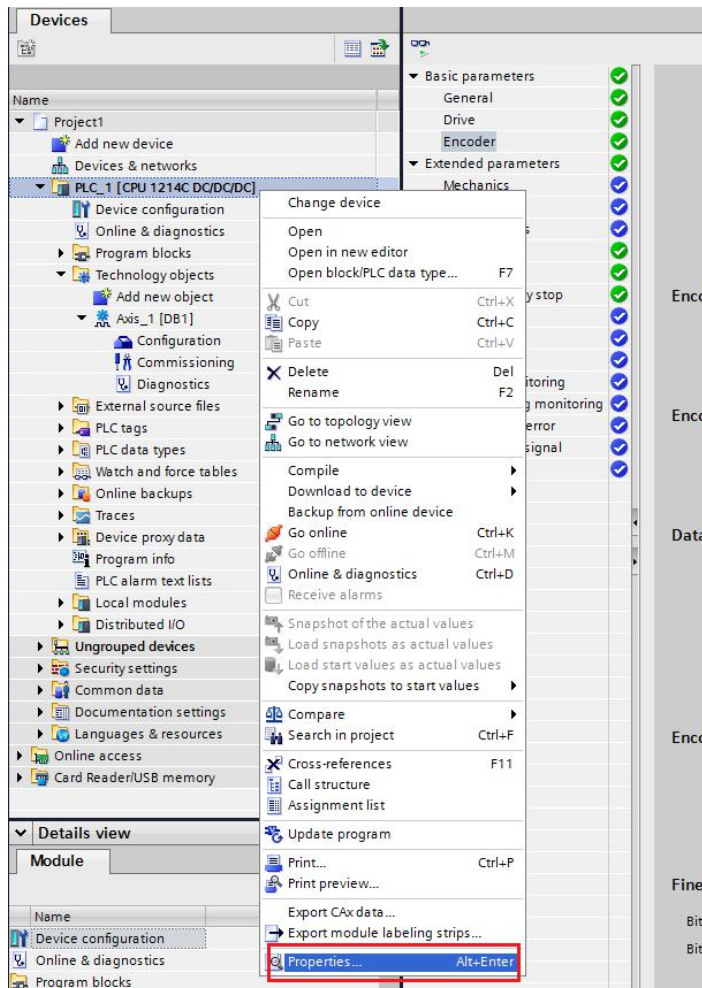 Devices
Name
Project1
Add new device
Devices & networks
PLC_1 [CPU 1214C DC/DC/DC]
Device configuration
Online & diagnostics
Program blocks
Technology objects
Add new object
Axis_1 [DB1]
Configuration
Commissioning
Diagnostics
External source files
PLC tags
PLC data types
Watch and force tables
Online backups
Traces
Device proxy data
Program info
PLC alarm text lists
Local modules
Distributed I/O
Ungrouped devices
Security settings
Common data
Documentation settings
Languages & resources
Online access
Card Reader/USB memory
Details view
Module
Name
Device configuration
Online & diagnostics
Program blocks
Change device
Open
Open in new editor
Open block/PLC data type... F7
Cut Ctrl+X
Copy Ctrl+C
Paste Ctrl+V
Delete Del
Rename F2
Go to topology view
Go to network view
Compile
Download to device
Backup from online device
Go online Ctrl+K
Go offline Ctrl+M
Online & diagnostics Ctrl+D
Receive alarms
Snapshot of the actual values
Load snapshots as actual values
Load start values as actual values
Copy snapshots to start values
Compare
Search in project Ctrl+F
Cross-references F11
Call structure
Assignment list
Update program
Print... Ctrl+P
Print preview...
Export CAx data...
Export module labeling strips...
Properties... Alt+Enter
Basic parameters
General
Drive
Encoder
Extended parameters
Mechanics
y stop
itoring
g monitoring
error
signal
Enco
Enco
Data
Enco
Fine
Bit
Bit